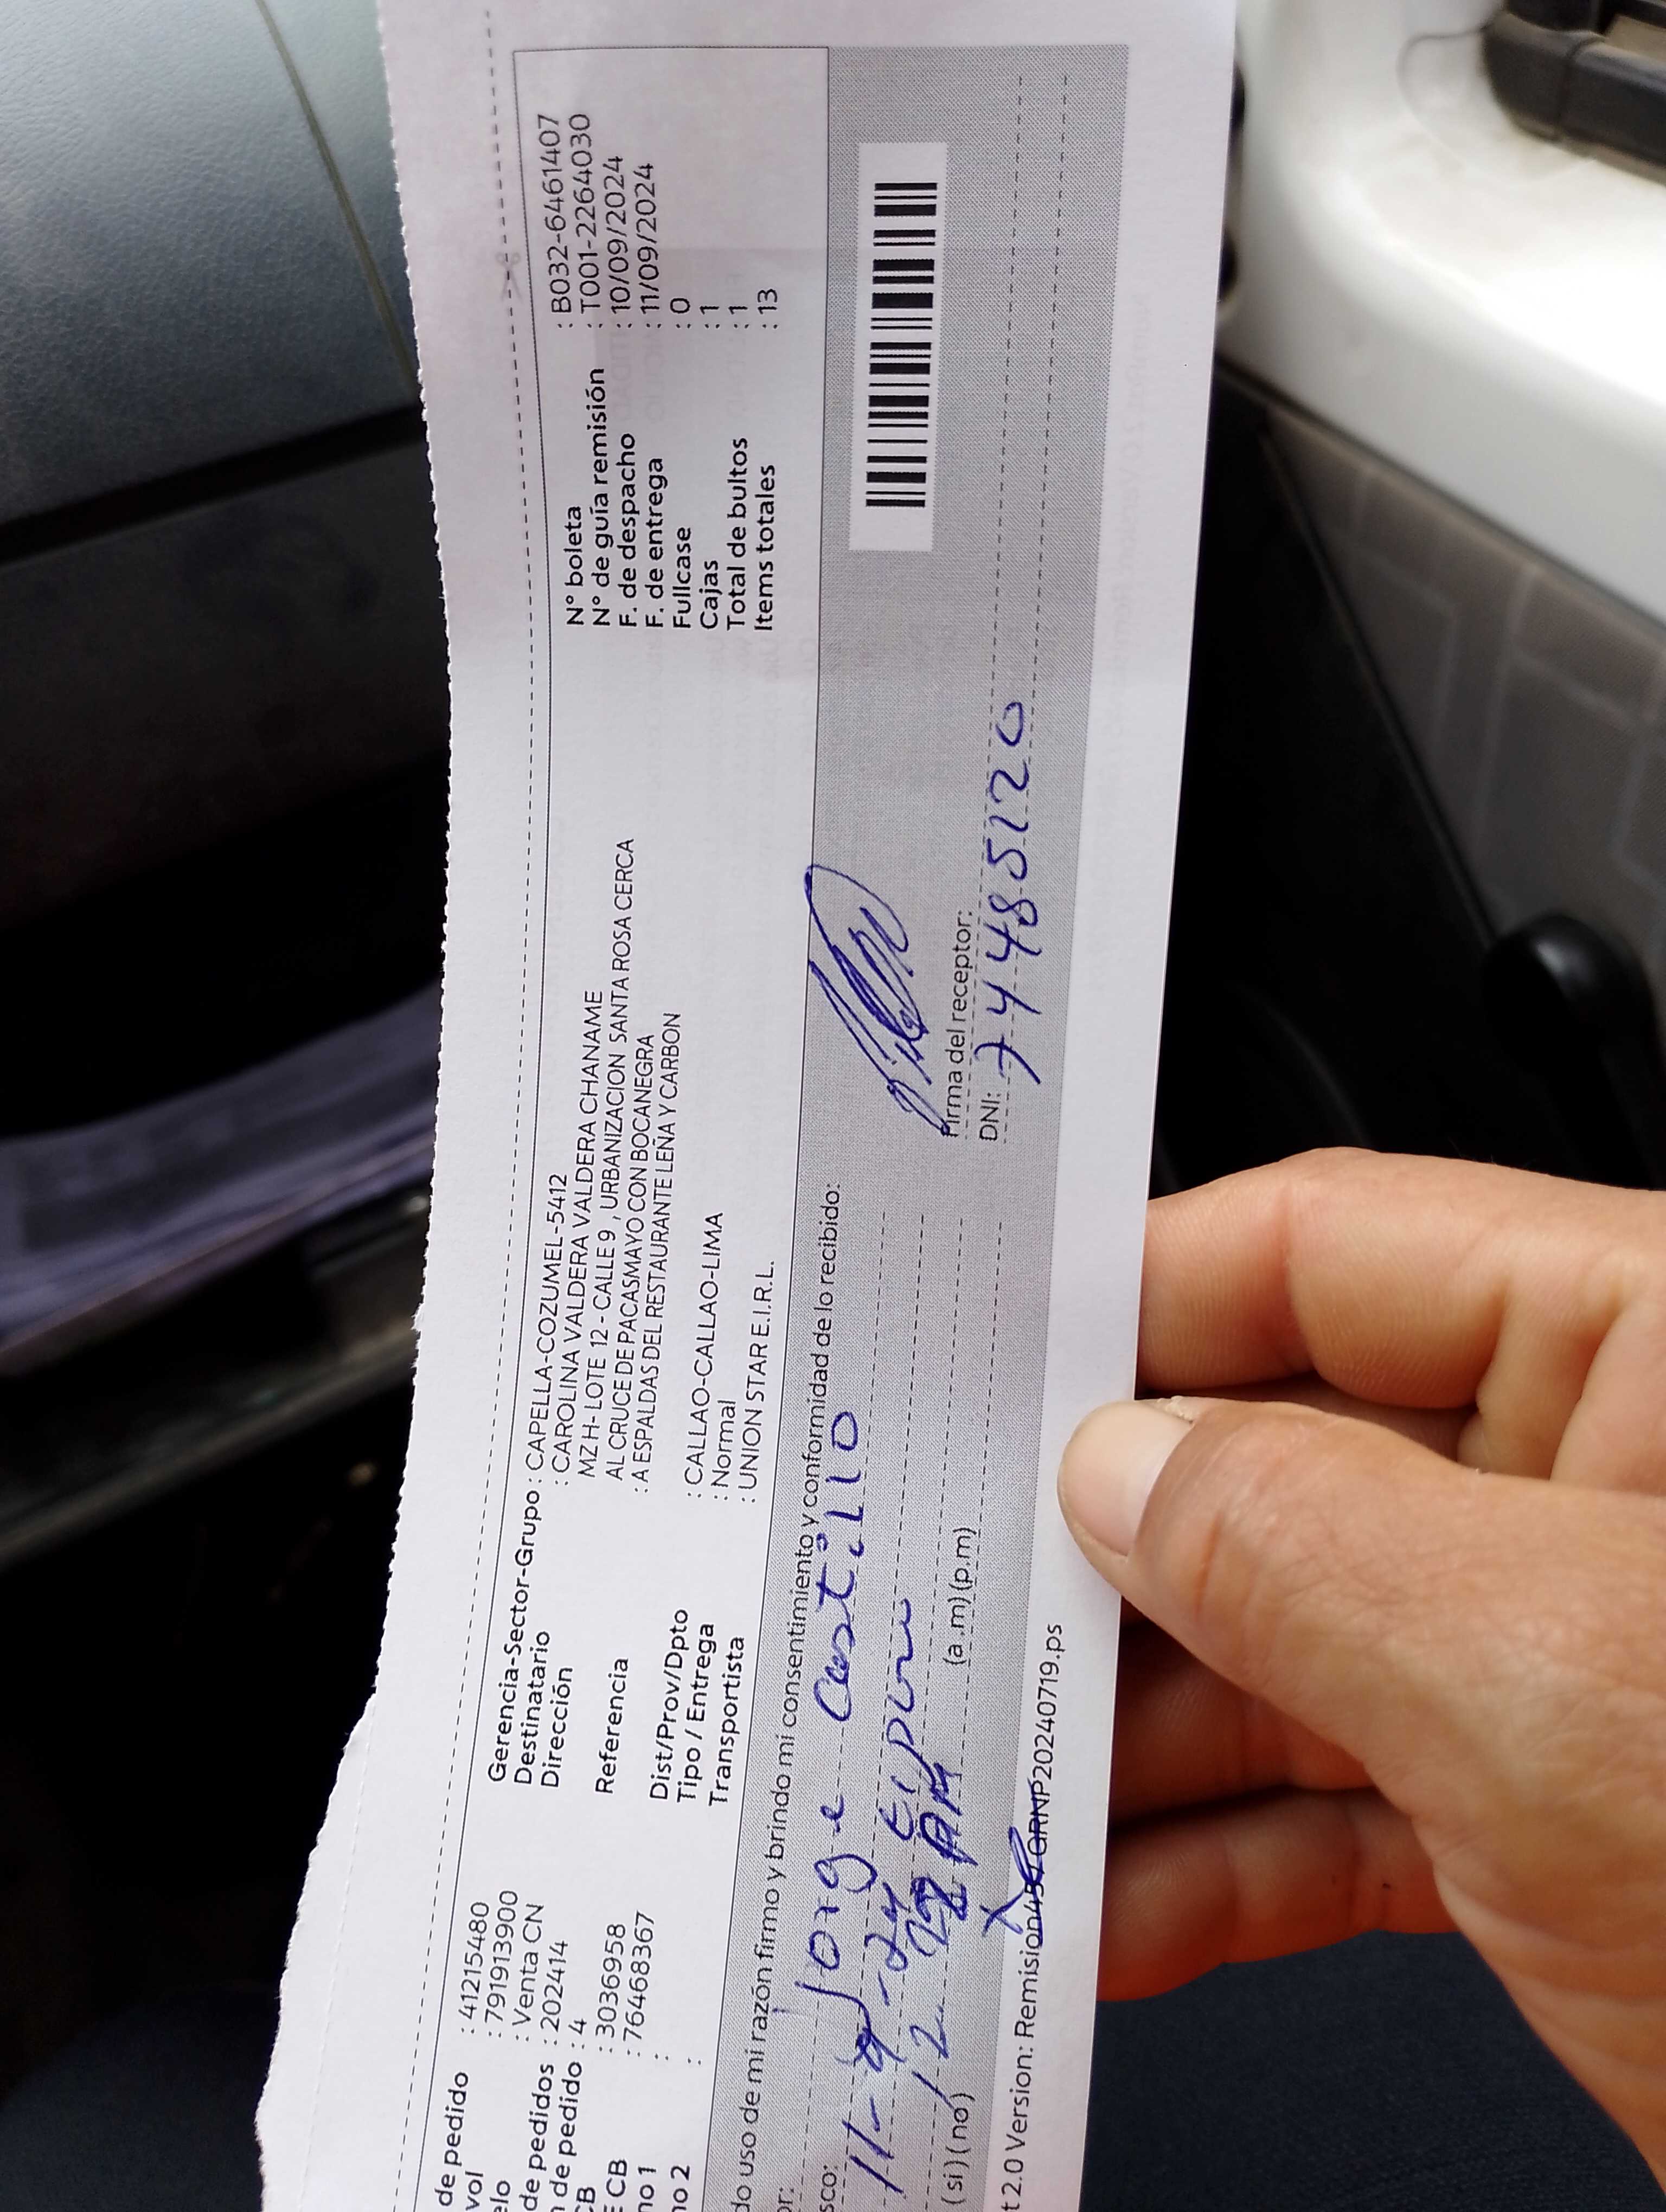 de pedido : 41215480
vol : 791913900
elo : Venta CN
de pedidos : 202414
de pedido : 4
CB : 3036958
no 1 : 76468367
no 2 :
Gerencia-Sector-Grupo : CAPELLA-COZUMEL-5412
Destinatario : CAROLINA VALDERA VALDERA CHANAME
Dirección MZ H- LOTE 12 - CALLE 9 , URBANIZACION SANTA ROSA CERCA
AL CRUCE DE PACASMAYO CON BOCANEGRA
Referencia : A ESPALDAS DEL RESTAURANTE LEÑA Y CARBON
Dist/Prov/Dpto : CALLAO-CALLAO-LIMA
Tipo / Entrega : Normal
Transportista : UNION STAR E.I.R.L.
N° boleta : B032-6461407
N° de guía remisión : T001-2264030
F. de despacho : 10/09/2024
F. de entrega : 11/09/2024
Fullcase : 0
Cajas : 1
Total de bultos : 1
Items totales : 13
do uso de mi razón firmo y brindo mi consentimiento y conformidad de lo recibido:
or: Jorge Castillo
sco:
11-9-24
(a .m) (p.m)
( si ) ( no )
Firma del receptor:
DNI: 74485120
t 2.0 Version: